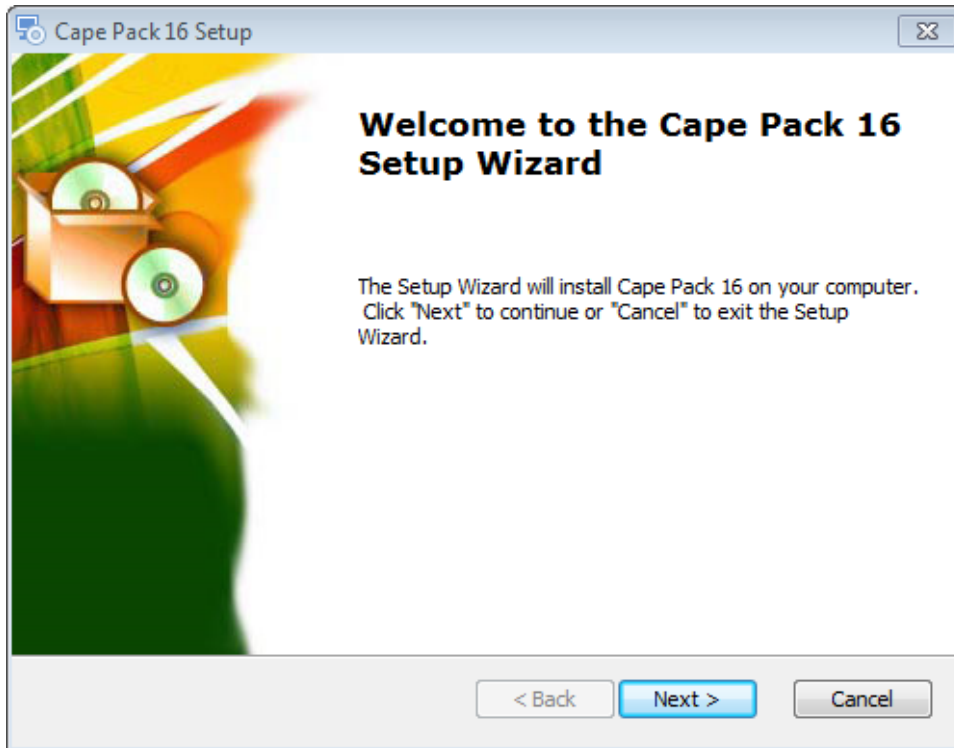 Cape Pack 16 Setup
Welcome to the Cape Pack 16
Setup Wizard
The Setup Wizard will install Cape Pack 16 on your computer.
Click "Next" to continue or "Cancel" to exit the Setup
Wizard.
< Back
Next >
Cancel